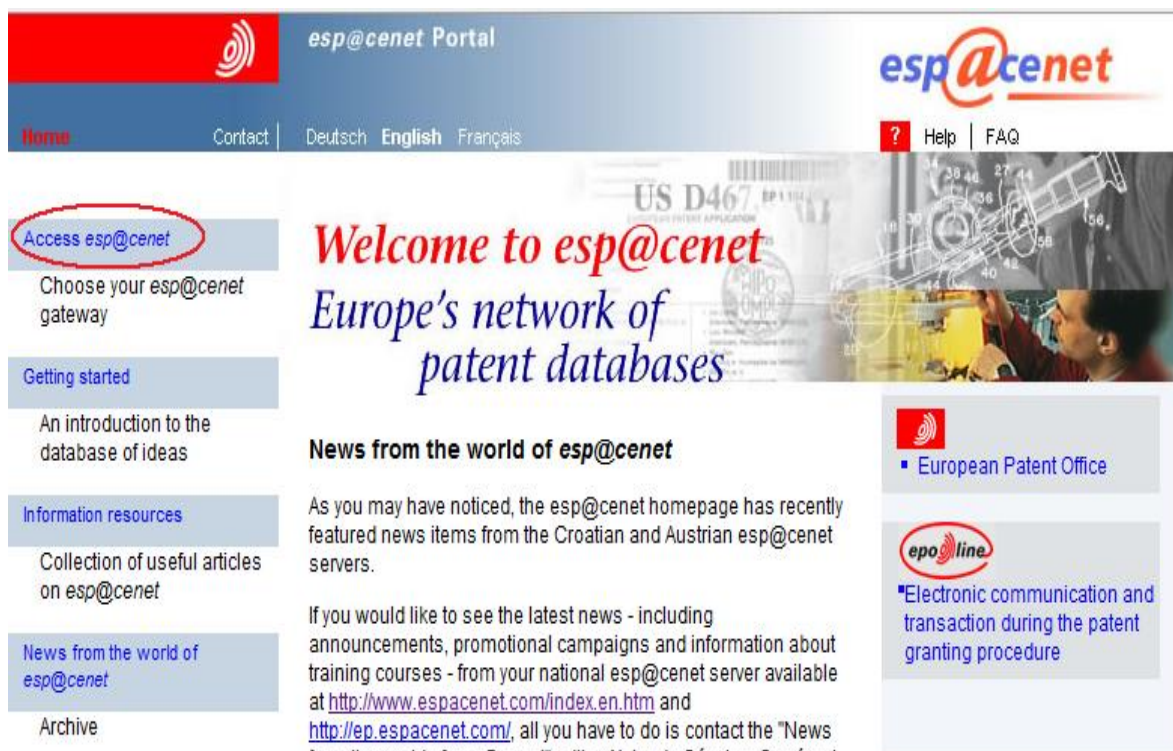 esp@cenet Portal
esp@cenet
Home
Contact
Deutsch English Français
? Help | FAQ
Access esp@cenet
Choose your esp@cenet
gateway
Getting started
An introduction to the
database of ideas
Information resources
Collection of useful articles
on esp@cenet
News from the world of
esp@cenet
Archive
US D467,
Welcome to esp@cenet
Europe's network of
patent databases
News from the world of esp@cenet
As you may have noticed, the esp@cenet homepage has recently
featured news items from the Croatian and Austrian esp@cenet
servers.
If you would like to see the latest news - including
announcements, promotional campaigns and information about
training courses - from your national esp@cenet server available
at http://www.espacenet.com/index.en.htm and
http://ep.espacenet.com/, all you have to do is contact the "News
European Patent Office
epoline
Electronic communication and
transaction during the patent
granting procedure